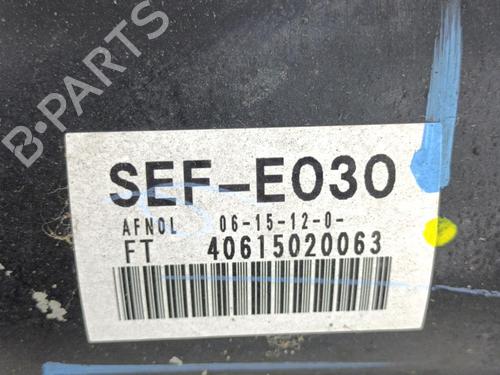 B-PARTS
SEF-E030
AFNOL 06-15-12-0-
FT 40615020063